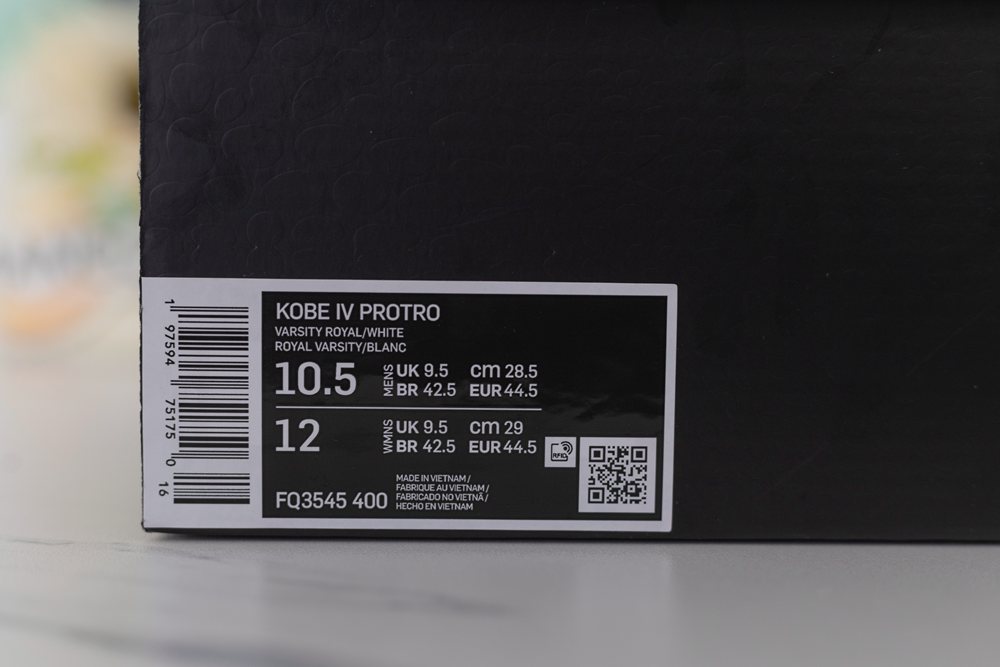 KOBE IV PROTRO
VARSITY ROYAL/WHITE
ROYAL VARSITY/BLANC
10.5 MENS UK 9.5 cm 28.5
BR 42.5 EUR 44.5
12 WMNS UK 9.5 cm 29
BR 42.5 EUR 44.5
RFID
FQ3545 400
MADE IN VIETNAM /
FABRIQUE AU VIETNAM /
FABRICADO NO VIETNÃ /
HECHO EN VIETNAM
1 97594 75175 0 16